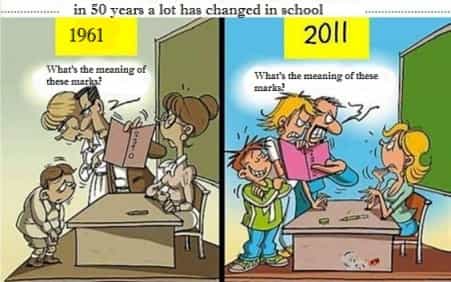 in 50 years a lot has changed in school
1961
2011
What's the meaning of
these marks?
What's the meaning of these
marks?